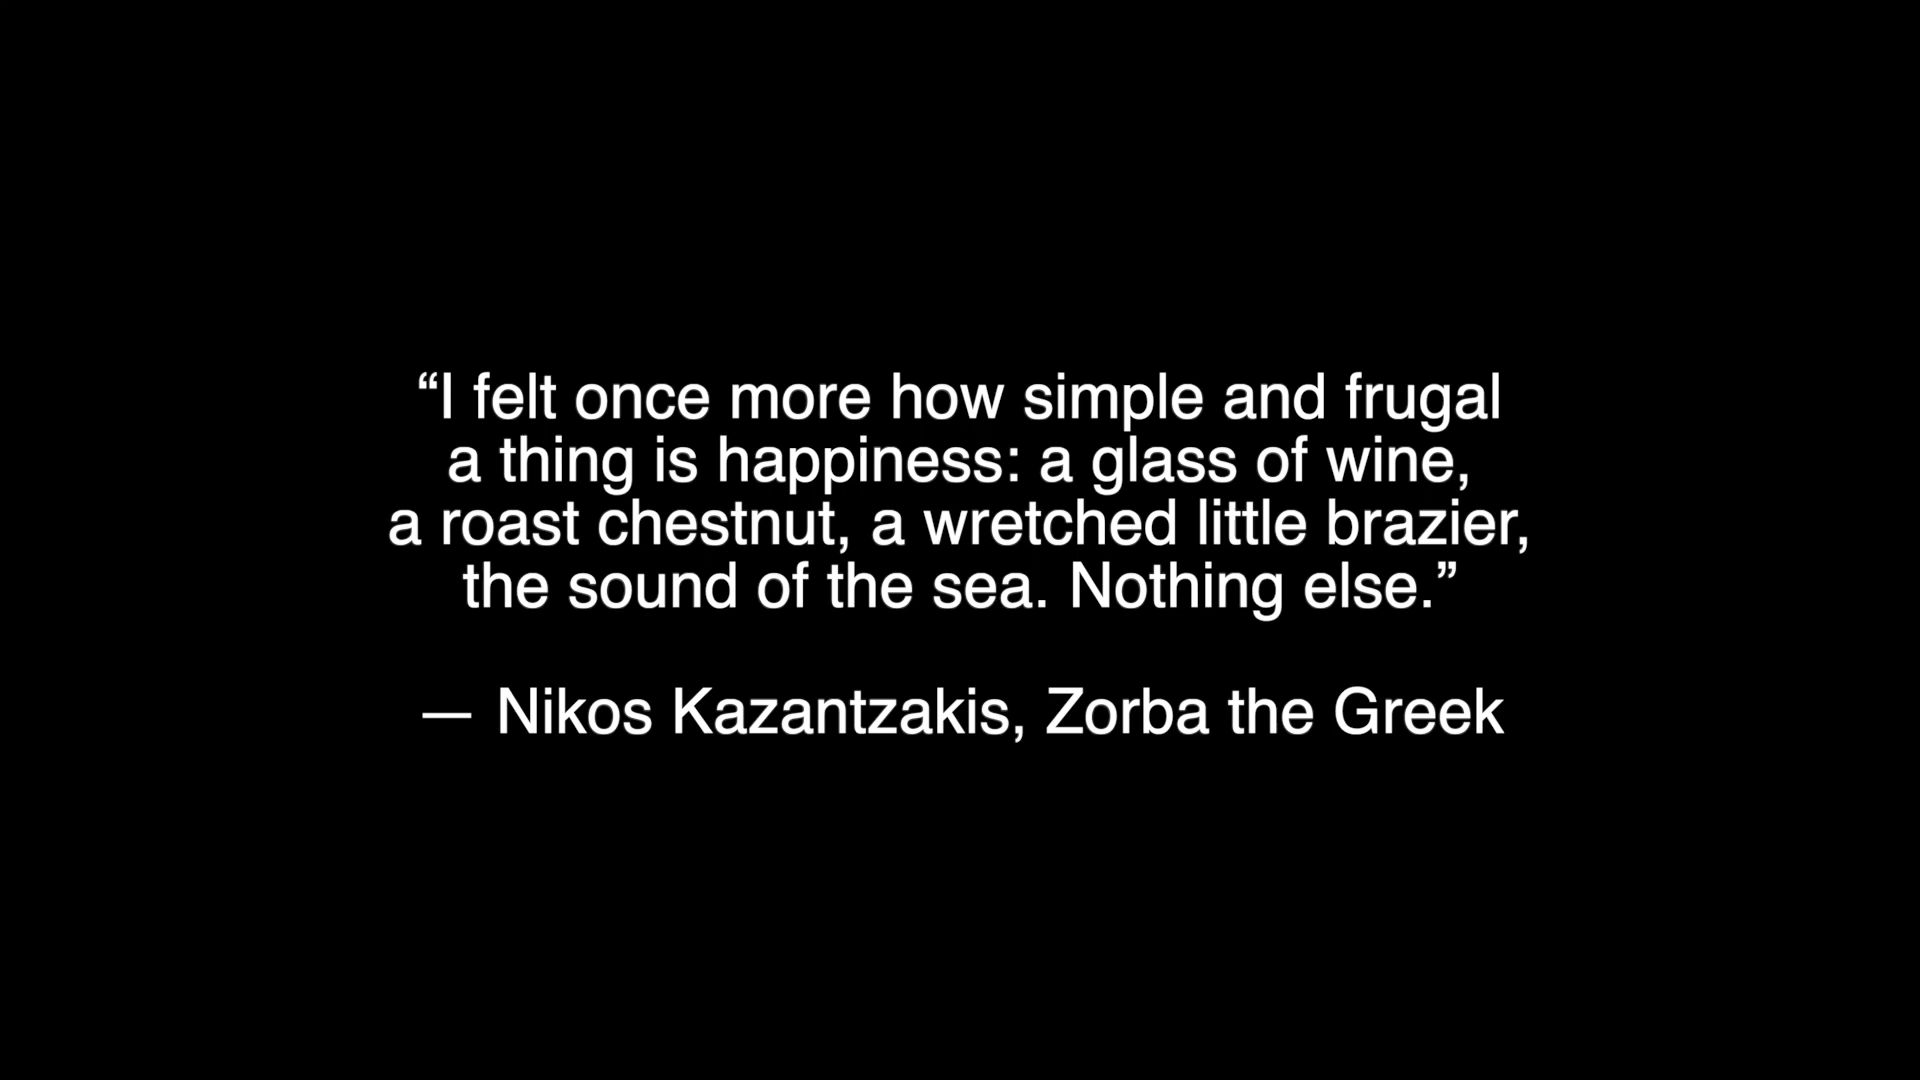 “I felt once more how simple and frugal
a thing is happiness: a glass of wine,
a roast chestnut, a wretched little brazier,
the sound of the sea. Nothing else.”
— Nikos Kazantzakis, Zorba the Greek